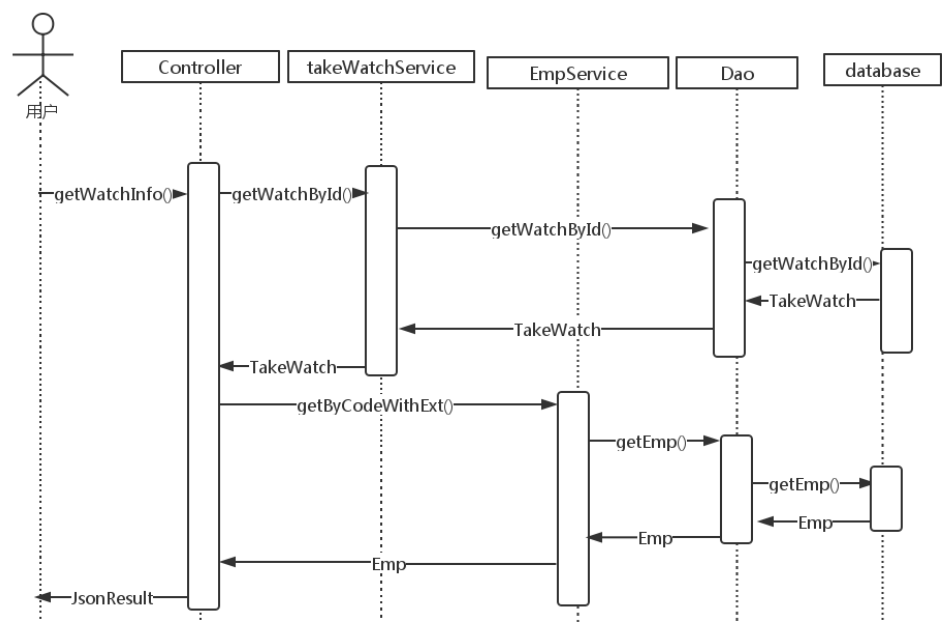 Controller
takeWatchService
EmpService
Dao
database
用户
getWatchInfo()
getWatchById()
getWatchById()
getWatchById()
TakeWatch
TakeWatch
TakeWatch
getByCodeWithExt()
getEmp()
getEmp()
Emp
Emp
Emp
JsonResult